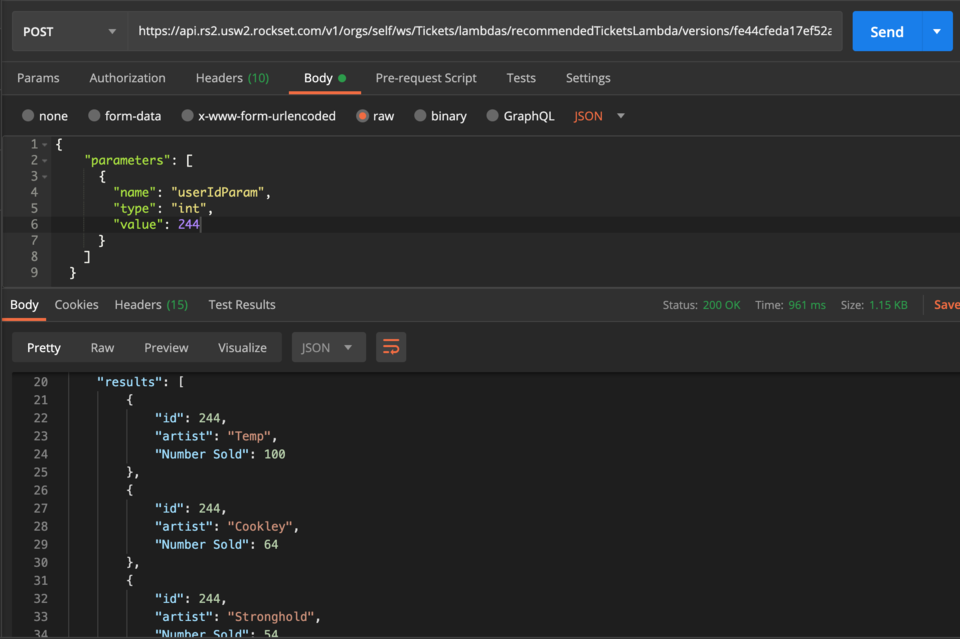 POST https://api.rs2.usw2.rockset.com/v1/orgs/self/ws/Tickets/lambdas/recommendedTicketsLambda/versions/fe44cfeda17ef52a Send
Params Authorization Headers (10) Body Pre-request Script Tests Settings
none form-data x-www-form-urlencoded raw binary GraphQL JSON
1 {
2 "parameters": [
3 {
4 "name": "userIdParam",
5 "type": "int",
6 "value": 244
7 }
8 ]
9 }
Body Cookies Headers (15) Test Results Status: 200 OK Time: 961 ms Size: 1.15 KB Save
Pretty Raw Preview Visualize JSON
20 "results": [
21 {
22 "id": 244,
23 "artist": "Temp",
24 "Number Sold": 100
25 },
26 {
27 "id": 244,
28 "artist": "Cookley",
29 "Number Sold": 64
30 },
31 {
32 "id": 244,
33 "artist": "Stronghold",
34 "Number Sold": 54